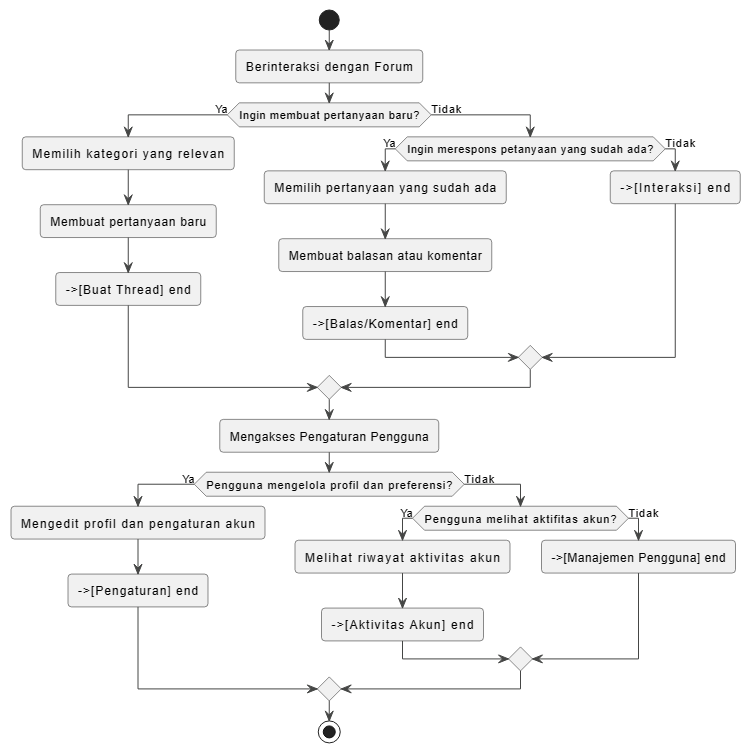 Berinteraksi dengan Forum
Ya
Ingin membuat pertanyaan baru?
Tidak
Memilih kategori yang relevan
Membuat pertanyaan baru
->[Buat Thread] end
Ya
Ingin merespons petanyaan yang sudah ada?
Tidak
Memilih pertanyaan yang sudah ada
Membuat balasan atau komentar
->[Balas/Komentar] end
->[Interaksi] end
Mengakses Pengaturan Pengguna
Ya
Pengguna mengelola profil dan preferensi?
Tidak
Mengedit profil dan pengaturan akun
->[Pengaturan] end
Ya
Pengguna melihat aktifitas akun?
Tidak
Melihat riwayat aktivitas akun
->[Aktivitas Akun] end
->[Manajemen Pengguna] end